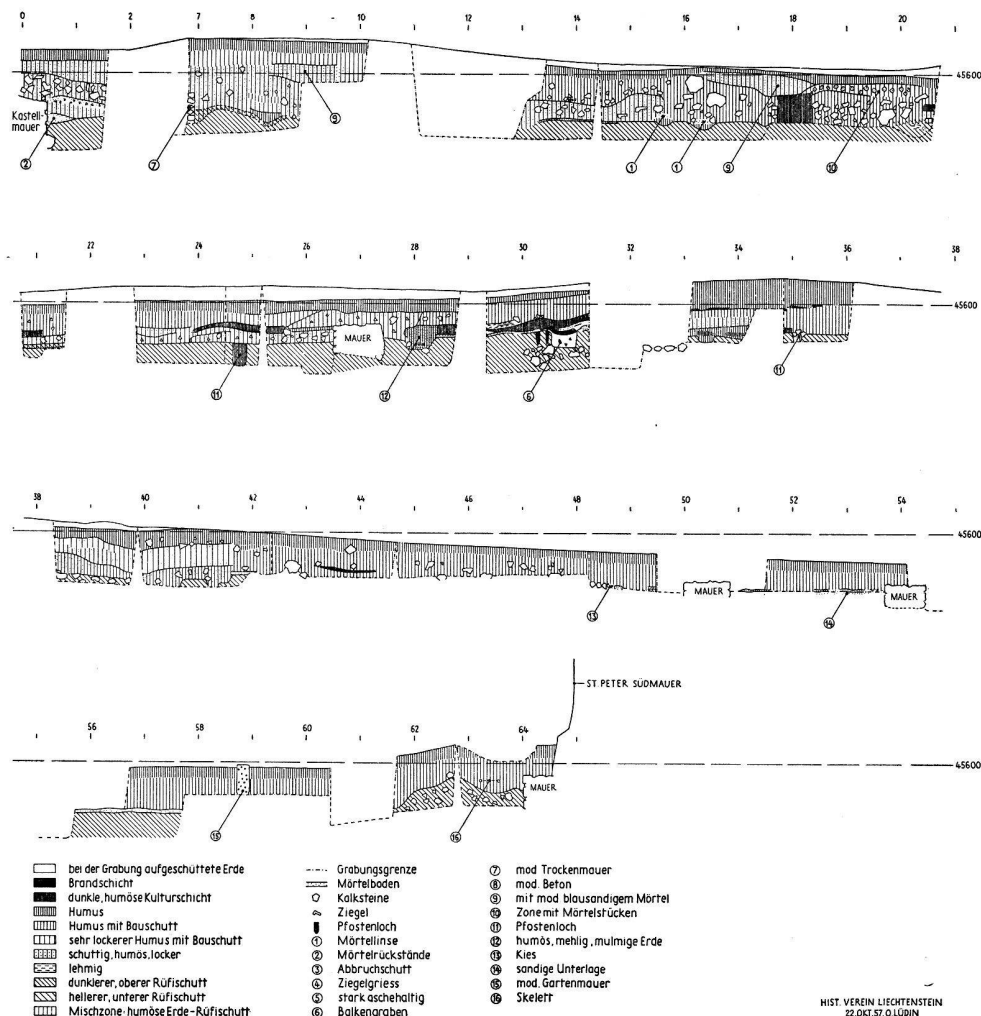 0 2 4 6 8 10 12 14 16 18 20
45600
Kastell-
mauer
② ⑦ ⑨ ① ① ⑨ ⑩
22 24 26 28 30 32 34 36 38
45600
MAUER
⑪ ⑫ ⑥ ⑪
38 40 42 44 46 48 50 52 54
45600
MAUER MAUER
⑬ ⑭
ST. PETER SÜDMAUER
56 58 60 62 64
45600
MAUER
⑮ ⑯
bei der Grabung aufgeschüttete Erde
Brandschicht
dunkle, humöse Kulturschicht
Humus
Humus mit Bauschutt
sehr lockerer Humus mit Bauschutt
schuttig, humös, locker
lehmig
dunklerer, oberer Rüfischutt
hellerer, unterer Rüfischutt
Mischzone: humöse Erde-Rüfischutt
Grabungsgrenze
Mörtelboden
Kalksteine
Ziegel
Pfostenloch
① Mörtellinse
② Mörtelrückstände
③ Abbruchschutt
④ Ziegelgriess
⑤ stark aschehaltig
⑥ Balkengraben
⑦ mod Trockenmauer
⑧ mod. Beton
⑨ mit mod blausandigem Mörtel
⑩ Zone mit Mörtelstücken
⑪ Pfostenloch
⑫ humös, mehlig, mulmige Erde
⑬ Kies
⑭ sandige Unterlage
⑮ mod. Gartenmauer
⑯ Skelett
HIST. VEREIN LIECHTENSTEIN
22.OKT.57. O.LÜDIN